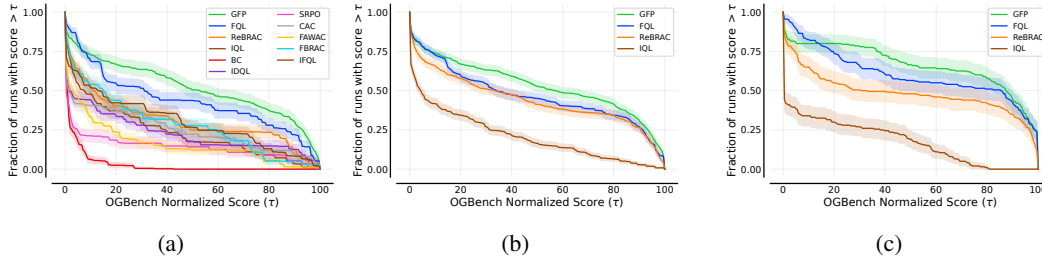 Fraction of runs with score > τ
1.00
0.75
0.50
0.25
0.00
0
20
40
60
80
100
OGBench Normalized Score (τ)
GFP
FQL
ReBRAC
IQL
BC
IDQL
SRPO
CAC
FAWAC
FBRAC
IFQL
(a)
Fraction of runs with score > τ
1.00
0.75
0.50
0.25
0.00
0
20
40
60
80
100
OGBench Normalized Score (τ)
GFP
FQL
ReBRAC
IQL
(b)
Fraction of runs with score > τ
1.00
0.75
0.50
0.25
0.00
0
20
40
60
80
100
OGBench Normalized Score (τ)
GFP
FQL
ReBRAC
IQL
(c)